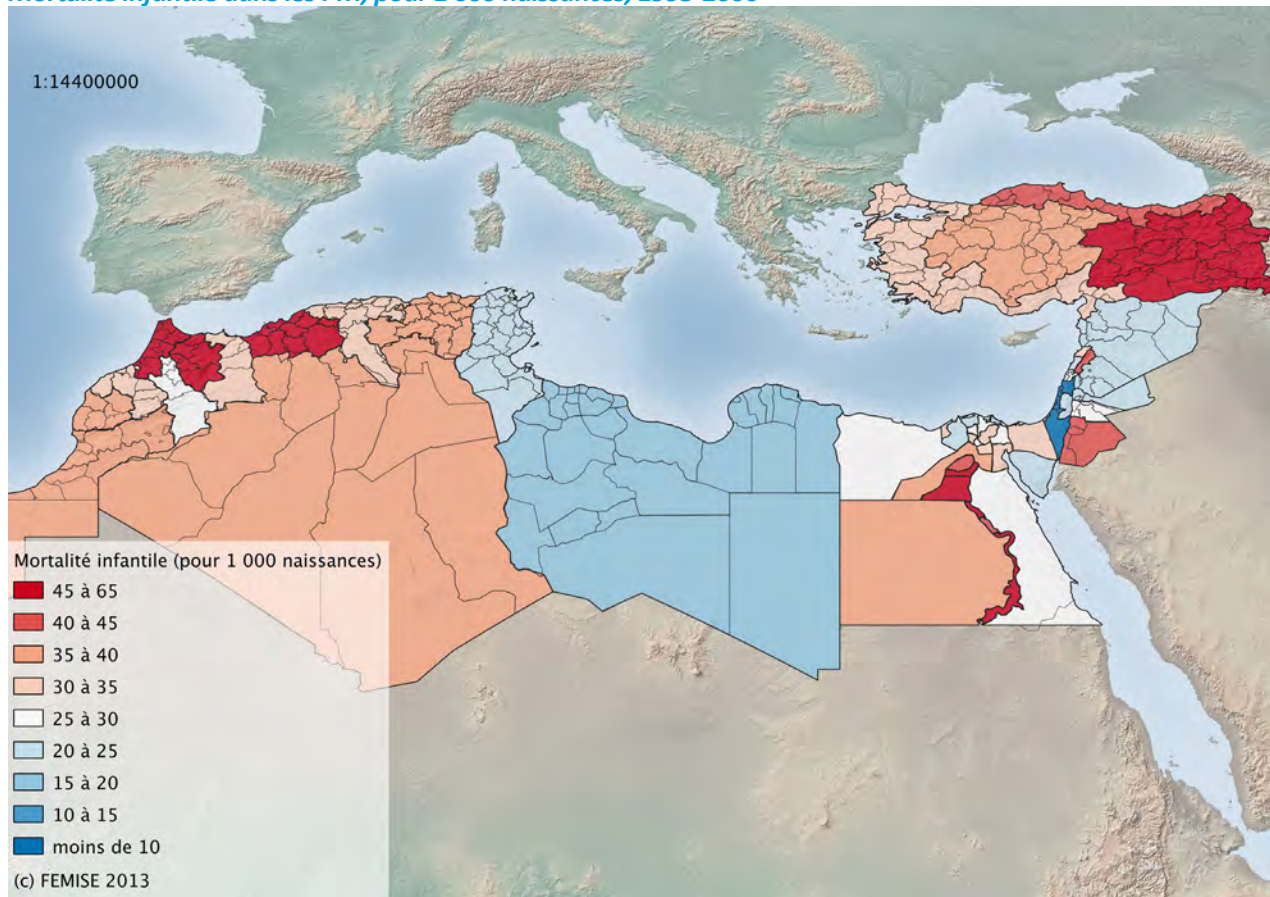 1:14400000
Mortalité infantile (pour 1 000 naissances)
45 à 65
40 à 45
35 à 40
30 à 35
25 à 30
20 à 25
15 à 20
10 à 15
moins de 10
(c) FEMISE 2013